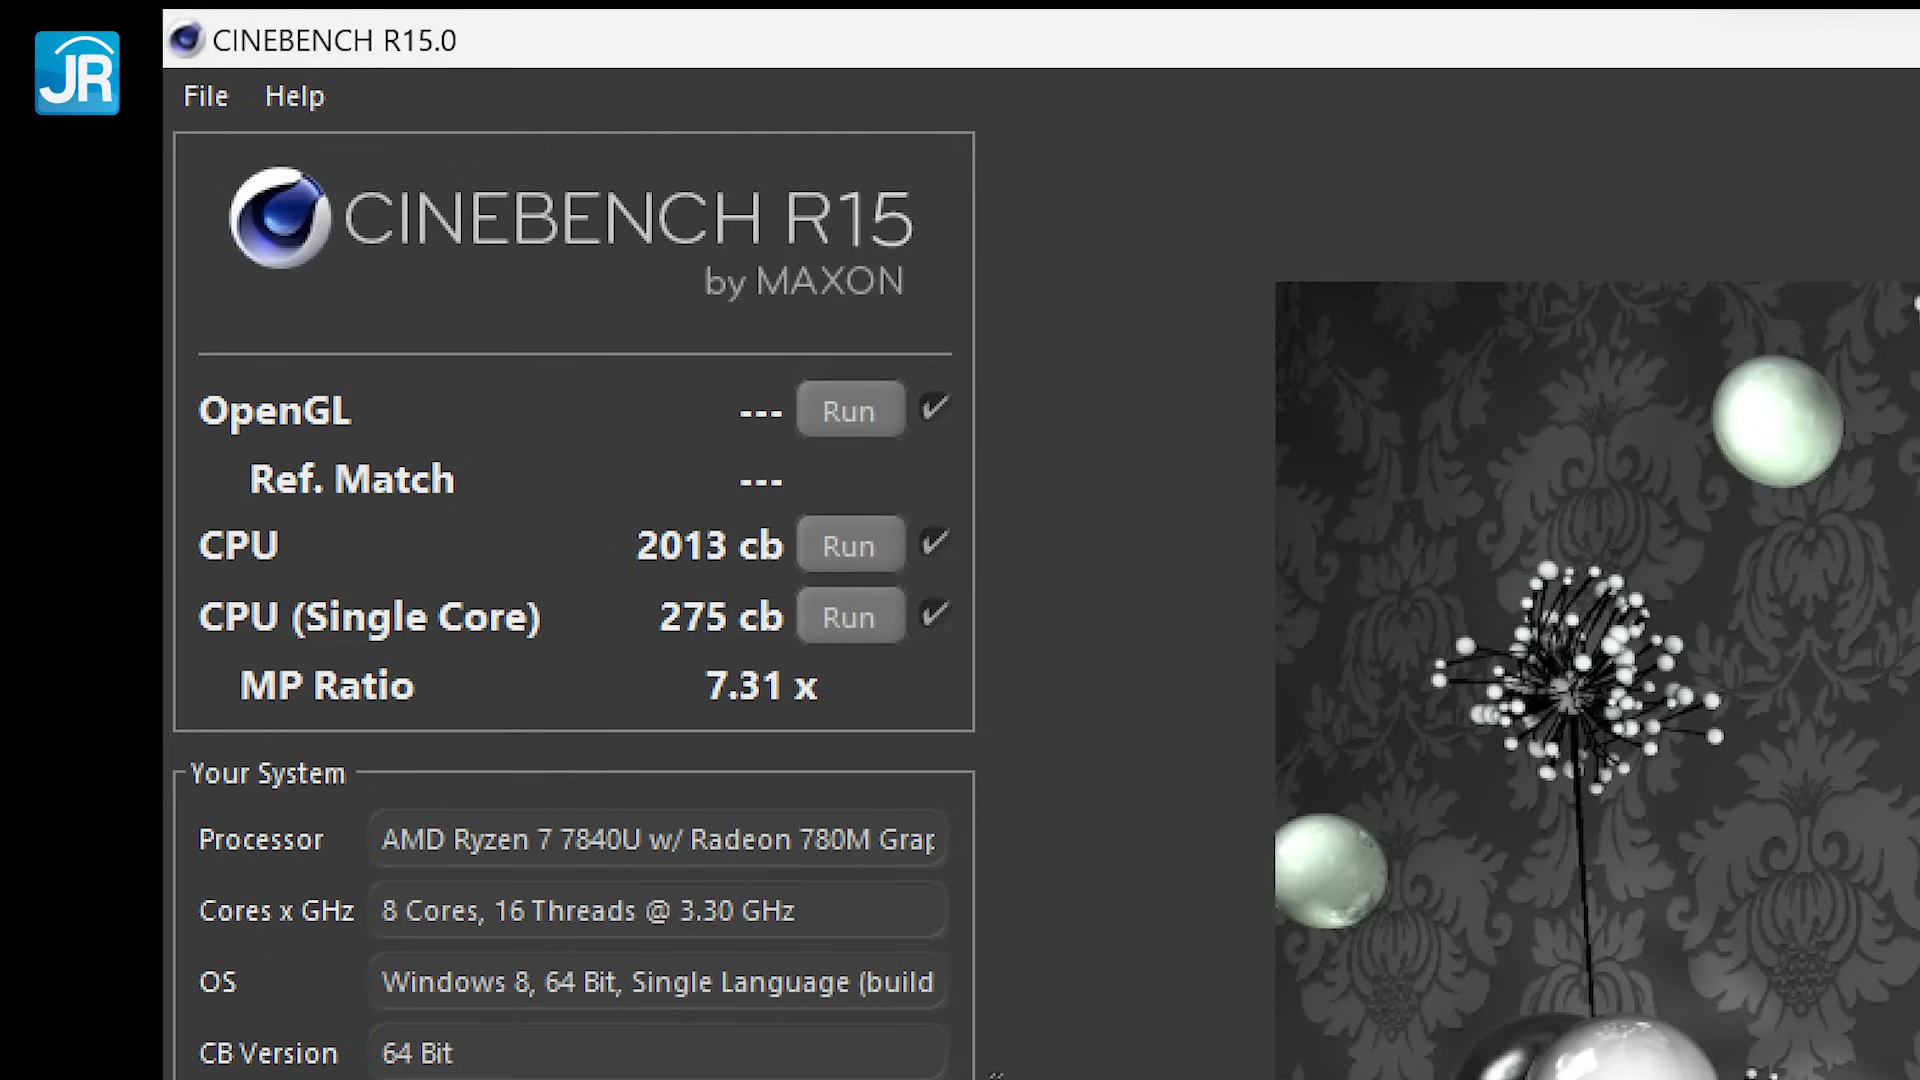 JR
CINEBENCH R15.0
File Help
CINEBENCH R15
by MAXON
OpenGL --- Run
Ref. Match ---
CPU 2013 cb Run
CPU (Single Core) 275 cb Run
MP Ratio 7.31 x
Your System
Processor AMD Ryzen 7 7840U w/ Radeon 780M Grap
Cores x GHz 8 Cores, 16 Threads @ 3.30 GHz
OS Windows 8, 64 Bit, Single Language (build
CB Version 64 Bit